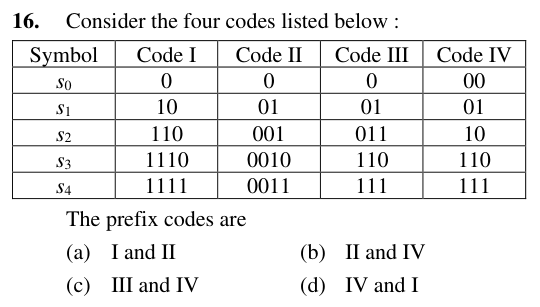 16. Consider the four codes listed below :
Symbol Code I Code II Code III Code IV
s0 0 0 0 00
s1 10 01 01 01
s2 110 001 011 10
s3 1110 0010 110 110
s4 1111 0011 111 111
The prefix codes are
(a) I and II (b) II and IV
(c) III and IV (d) IV and I